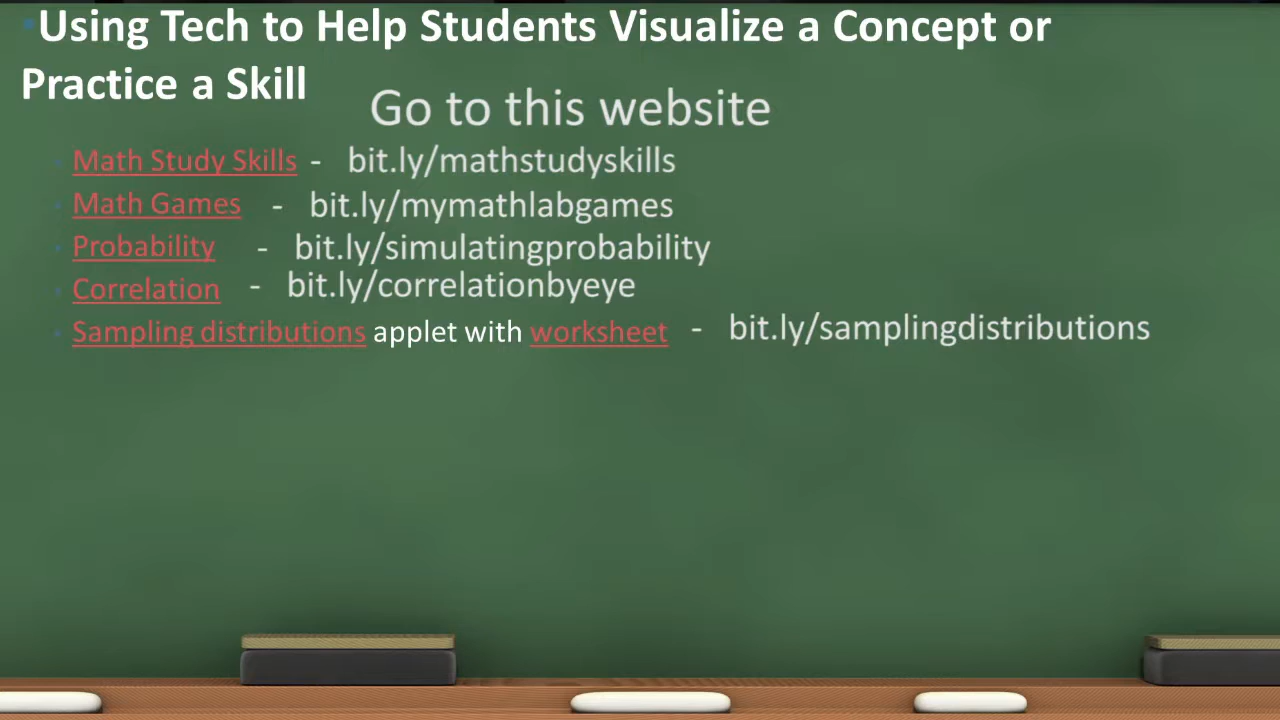 Using Tech to Help Students Visualize a Concept or
Practice a Skill
Go to this website
Math Study Skills - bit.ly/mathstudyskills
Math Games - bit.ly/mymathlabgames
Probability - bit.ly/simulatingprobability
Correlation - bit.ly/correlationbyeye
Sampling distributions applet with worksheet - bit.ly/samplingdistributions